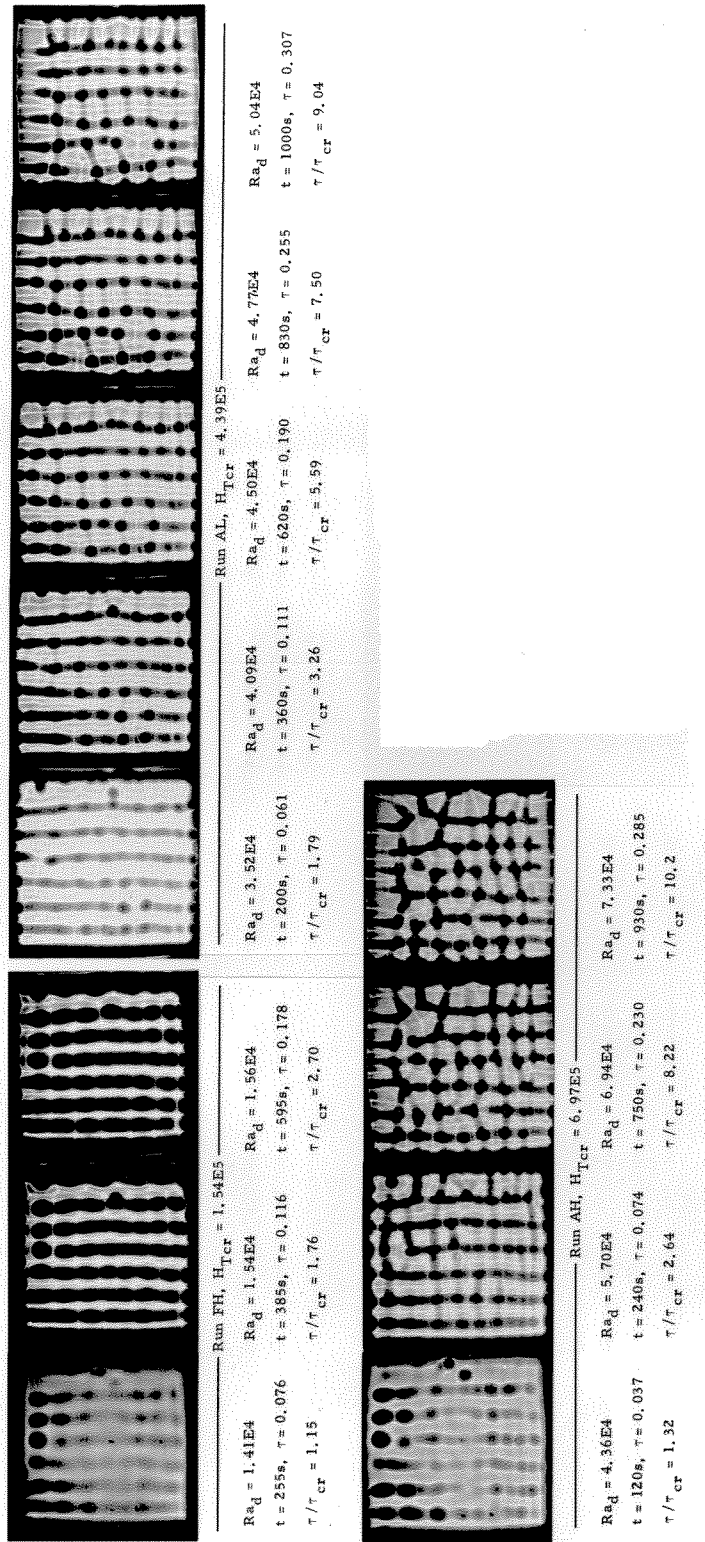 Run FH, H_Tcr = 1.54E5
Ra_d = 1.41E4
t = 255s, τ = 0.076
τ/τ_cr = 1.15
Ra_d = 1.54E4
t = 385s, τ = 0.116
τ/τ_cr = 1.76
Ra_d = 1.56E4
t = 595s, τ = 0.178
τ/τ_cr = 2.70
Run AL, H_Tcr = 4.39E5
Ra_d = 3.52E4
t = 200s, τ = 0.061
τ/τ_cr = 1.79
Ra_d = 4.09E4
t = 360s, τ = 0.111
τ/τ_cr = 3.26
Ra_d = 4.50E4
t = 620s, τ = 0.190
τ/τ_cr = 5.59
Ra_d = 4.77E4
t = 830s, τ = 0.255
τ/τ_cr = 7.50
Ra_d = 5.04E4
t = 1000s, τ = 0.307
τ/τ_cr = 9.04
Run AH, H_Tcr = 6.97E5
Ra_d = 4.36E4
t = 120s, τ = 0.037
τ/τ_cr = 1.32
Ra_d = 5.70E4
t = 240s, τ = 0.074
τ/τ_cr = 2.64
Ra_d = 6.94E4
t = 750s, τ = 0.230
τ/τ_cr = 8.22
Ra_d = 7.33E4
t = 930s, τ = 0.285
τ/τ_cr = 10.2